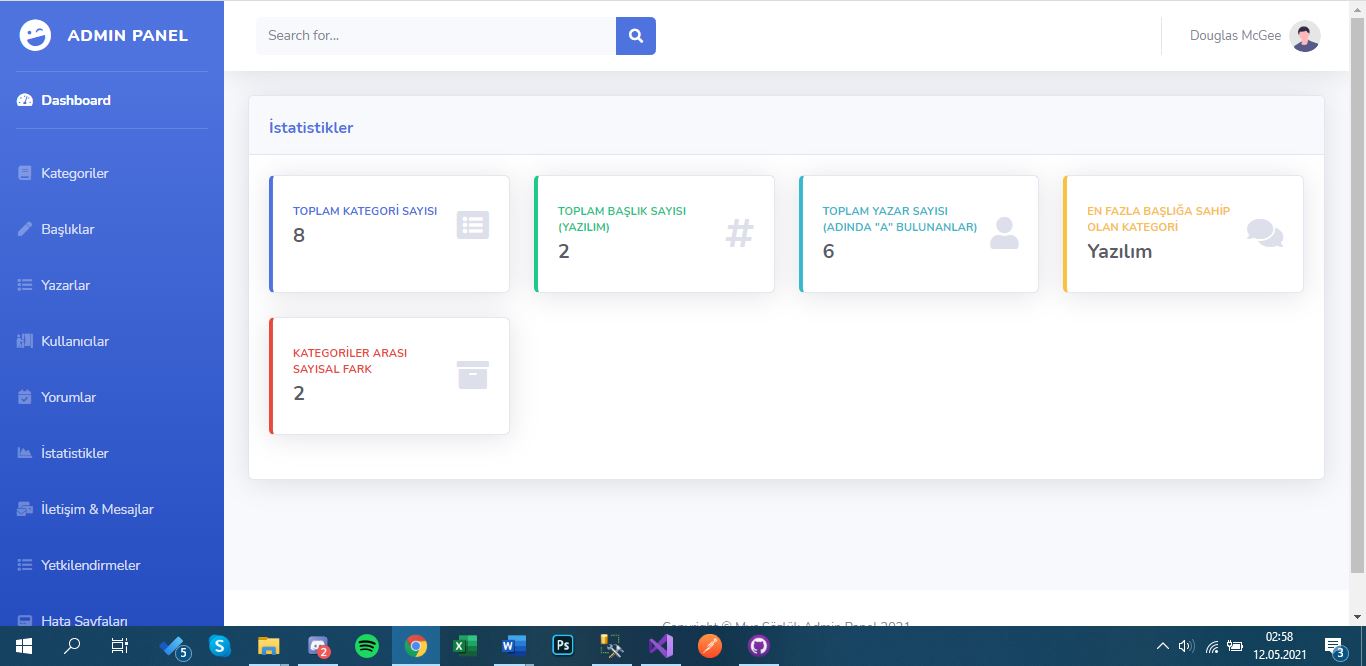 ADMIN PANEL
Search for...
Douglas McGee
Dashboard
Kategoriler
Başlıklar
Yazarlar
Kullanıcılar
Yorumlar
İstatistikler
İletişim & Mesajlar
Yetkilendirmeler
Hata Sayfaları
İstatistikler
TOPLAM KATEGORİ SAYISI
8
TOPLAM BAŞLIK SAYISI
(YAZILIM)
2
#
TOPLAM YAZAR SAYISI
(ADINDA "A" BULUNANLAR)
6
EN FAZLA BAŞLIĞA SAHİP
OLAN KATEGORİ
Yazılım
KATEGORİLER ARASI
SAYISAL FARK
2
Copyright © Mvc Sözlük Admin Panel 2021
5
S
2
X
W
Ps
02:58
12.05.2021
3